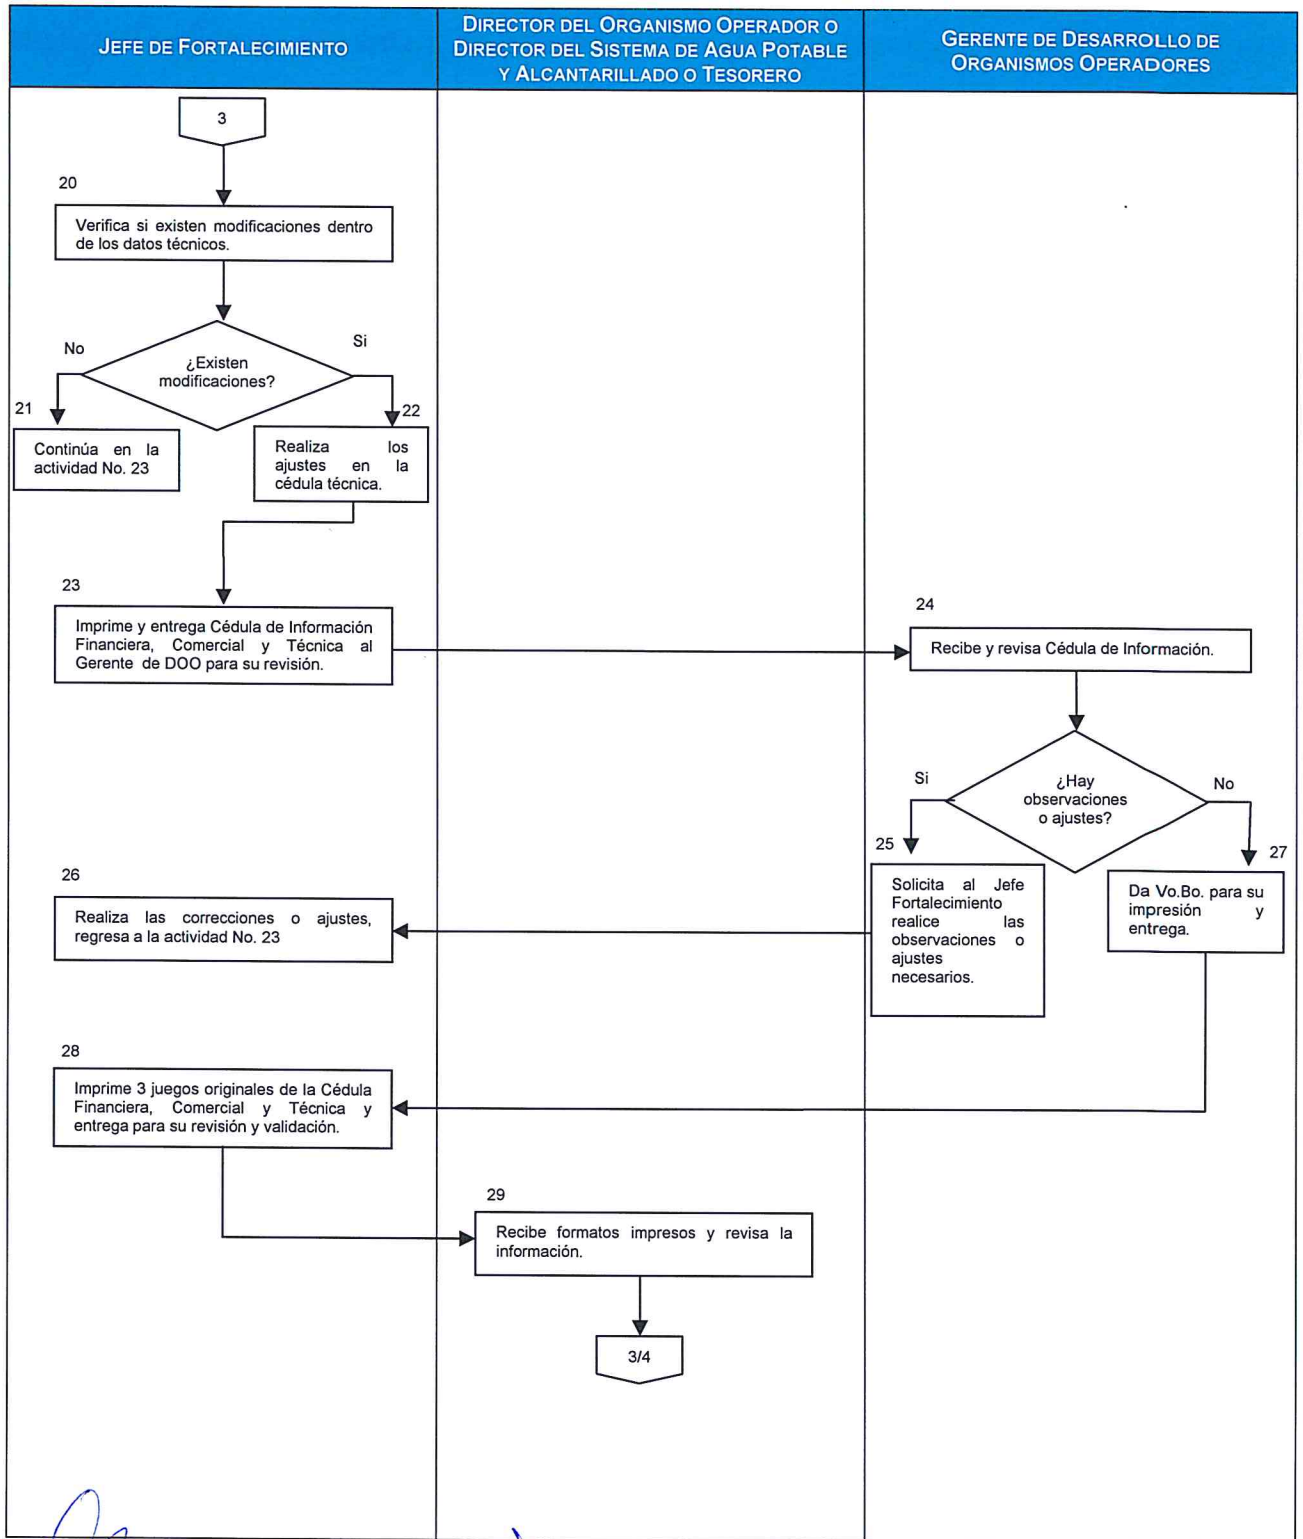 JEFE DE FORTALECIMIENTO
DIRECTOR DEL ORGANISMO OPERADOR O
DIRECTOR DEL SISTEMA DE AGUA POTABLE
Y ALCANTARILLADO O TESORERO
GERENTE DE DESARROLLO DE
ORGANISMOS OPERADORES
3
20
Verifica si existen modificaciones dentro
de los datos técnicos.
No
Si
¿Existen
modificaciones?
21
Continúa en la
actividad No. 23
22
Realiza los
ajustes en la
cédula técnica.
23
Imprime y entrega Cédula de Información
Financiera, Comercial y Técnica al
Gerente de DOO para su revisión.
24
Recibe y revisa Cédula de Información.
Si
¿Hay
observaciones
o ajustes?
No
25
Solicita al Jefe
Fortalecimiento
realice las
observaciones o
ajustes
necesarios.
27
Da Vo.Bo. para su
impresión y
entrega.
26
Realiza las correcciones o ajustes,
regresa a la actividad No. 23
28
Imprime 3 juegos originales de la Cédula
Financiera, Comercial y Técnica y
entrega para su revisión y validación.
29
Recibe formatos impresos y revisa la
información.
3/4